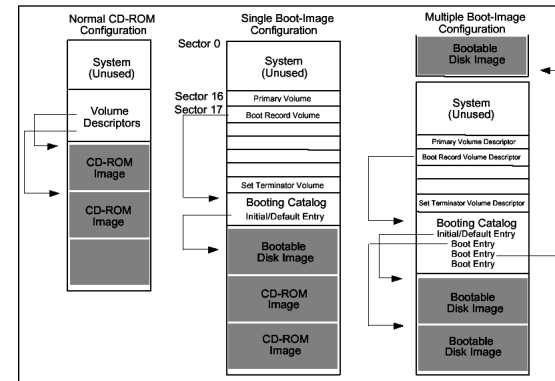 Normal CD-ROM
Configuration
System
(Unused)
Volume
Descriptors
CD-ROM
Image
CD-ROM
Image
Single Boot-Image
Configuration
Sector 0
System
(Unused)
Sector 16
Primary Volume
Sector 17
Boot Record Volume
Set Terminator Volume
Booting Catalog
Initial/Default Entry
Bootable
Disk Image
CD-ROM
Image
CD-ROM
Image
Multiple Boot-Image
Configuration
Bootable
Disk Image
System
(Unused)
Primary Volume Descriptor
Boot Record Volume Descriptor
Set Terminator Volume Descriptor
Booting Catalog
Initial/Default Entry
Boot Entry
Boot Entry
Boot Entry
Bootable
Disk Image
Bootable
Disk Image